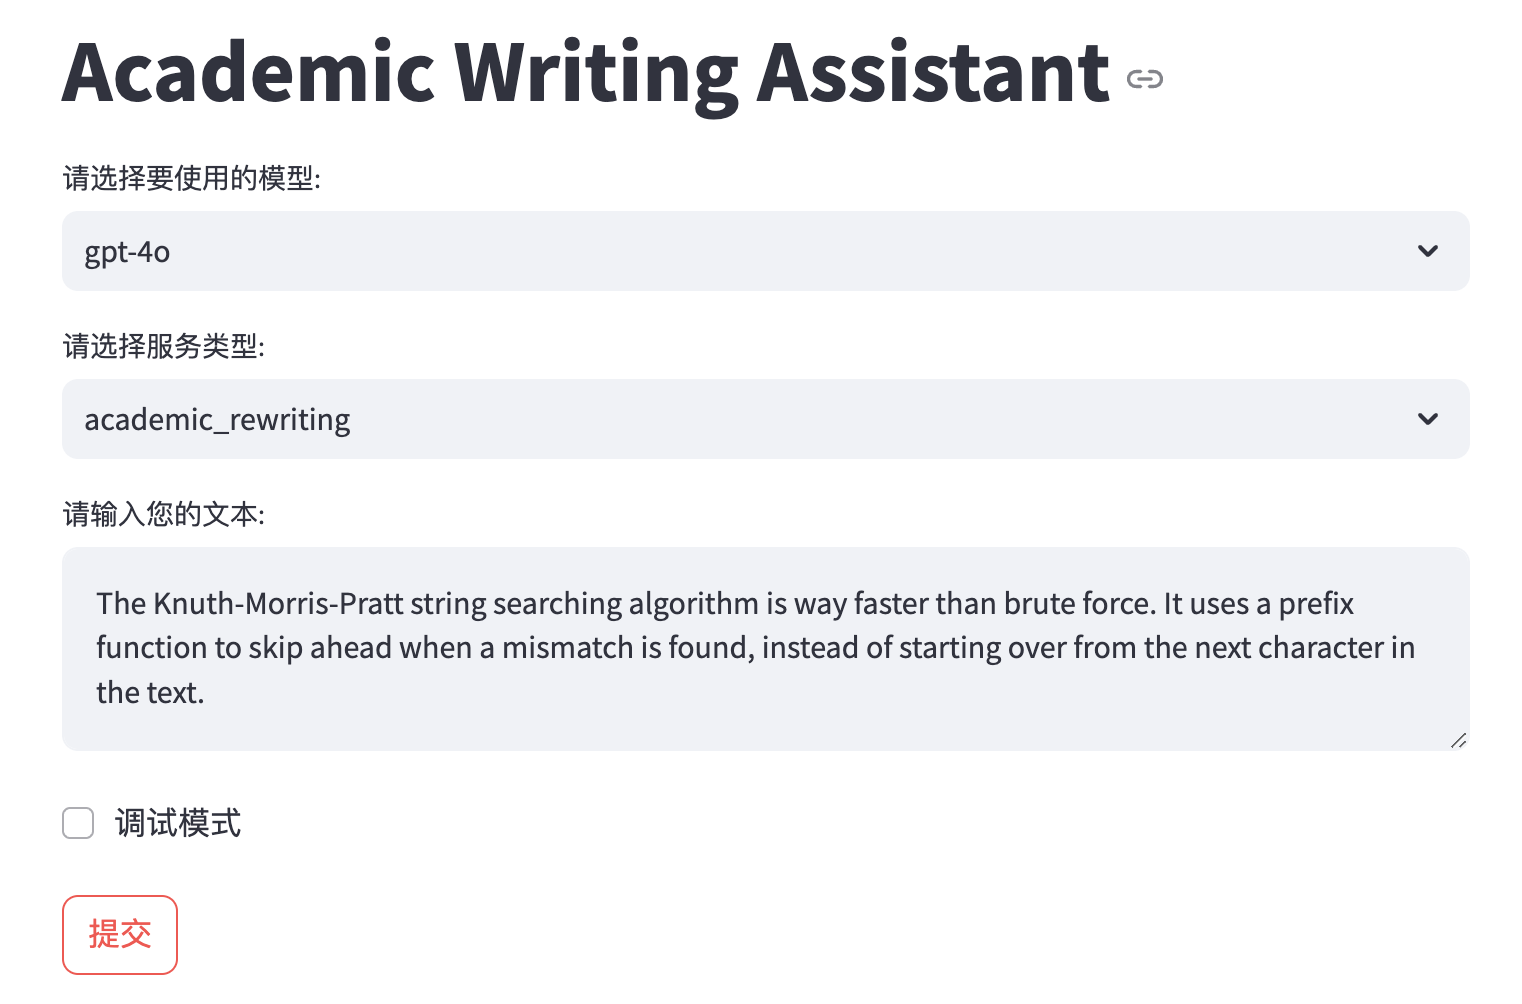 Academic Writing Assistant
请选择要使用的模型:
gpt-4o
请选择服务类型:
academic_rewriting
请输入您的文本:
The Knuth-Morris-Pratt string searching algorithm is way faster than brute force. It uses a prefix
function to skip ahead when a mismatch is found, instead of starting over from the next character in
the text.
调试模式
提交